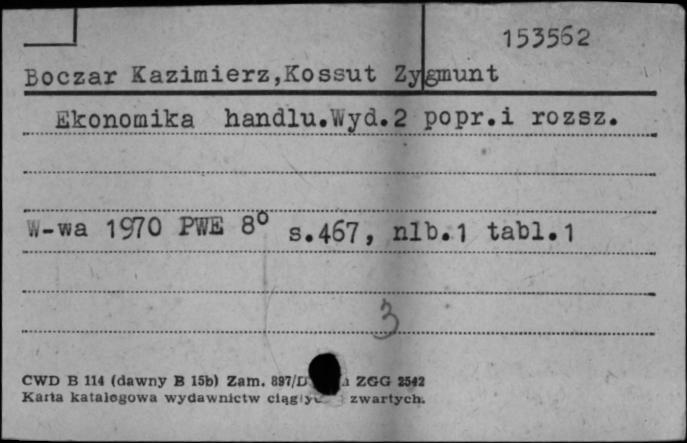 153562
Boczar Kazimierz,Kossut Zygmunt
Ekonomika handlu.Wyd.2 popr.i rozsz.
W-wa 1970 PWE 8° s.467, nlb.1 tabl.1
3
CWD B 114 (dawny B 15b) Zam. 897/D ZGG 2542
Karta katalogowa wydawnictw zwartych.